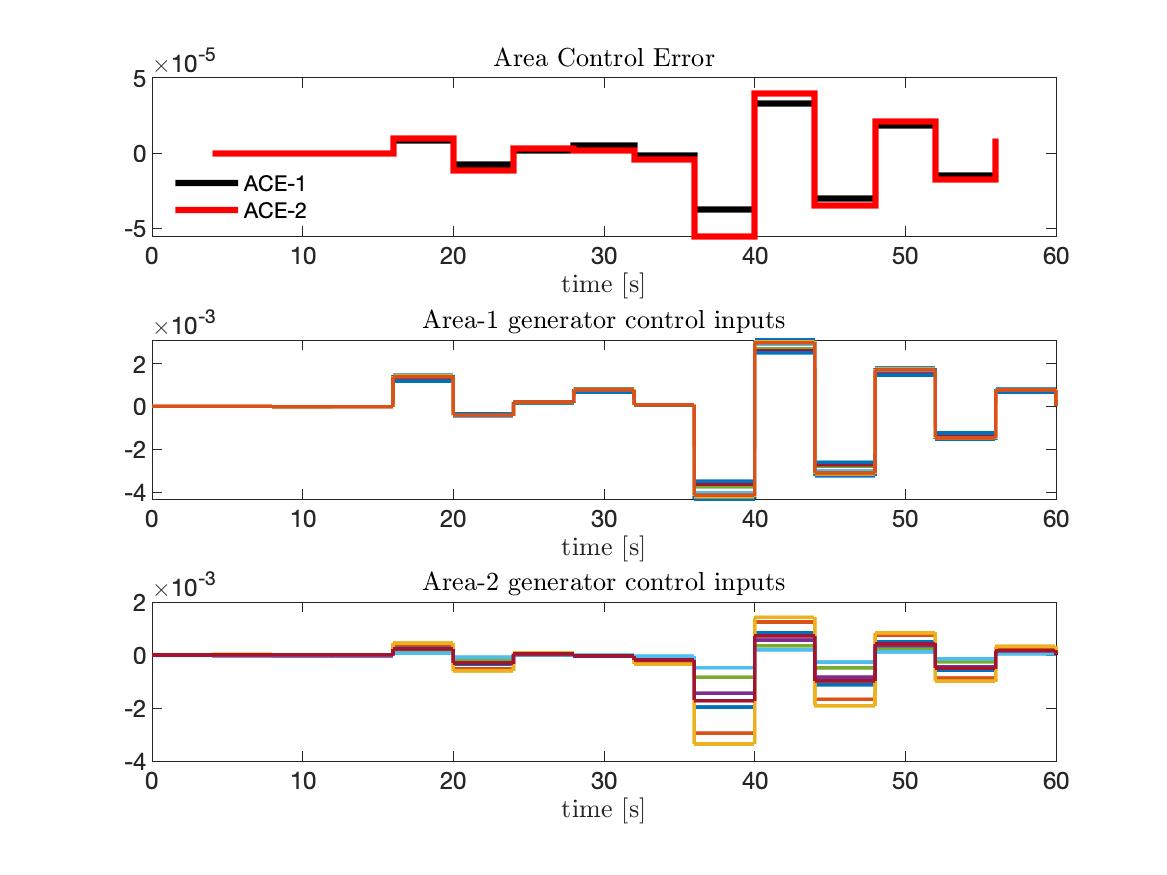 Area Control Error
×10-5
5
0
-5
ACE-1
ACE-2
0 10 20 30 40 50 60
time [s]
Area-1 generator control inputs
×10-3
2
0
-2
-4
0 10 20 30 40 50 60
time [s]
Area-2 generator control inputs
×10-3
2
0
-2
-4
0 10 20 30 40 50 60
time [s]